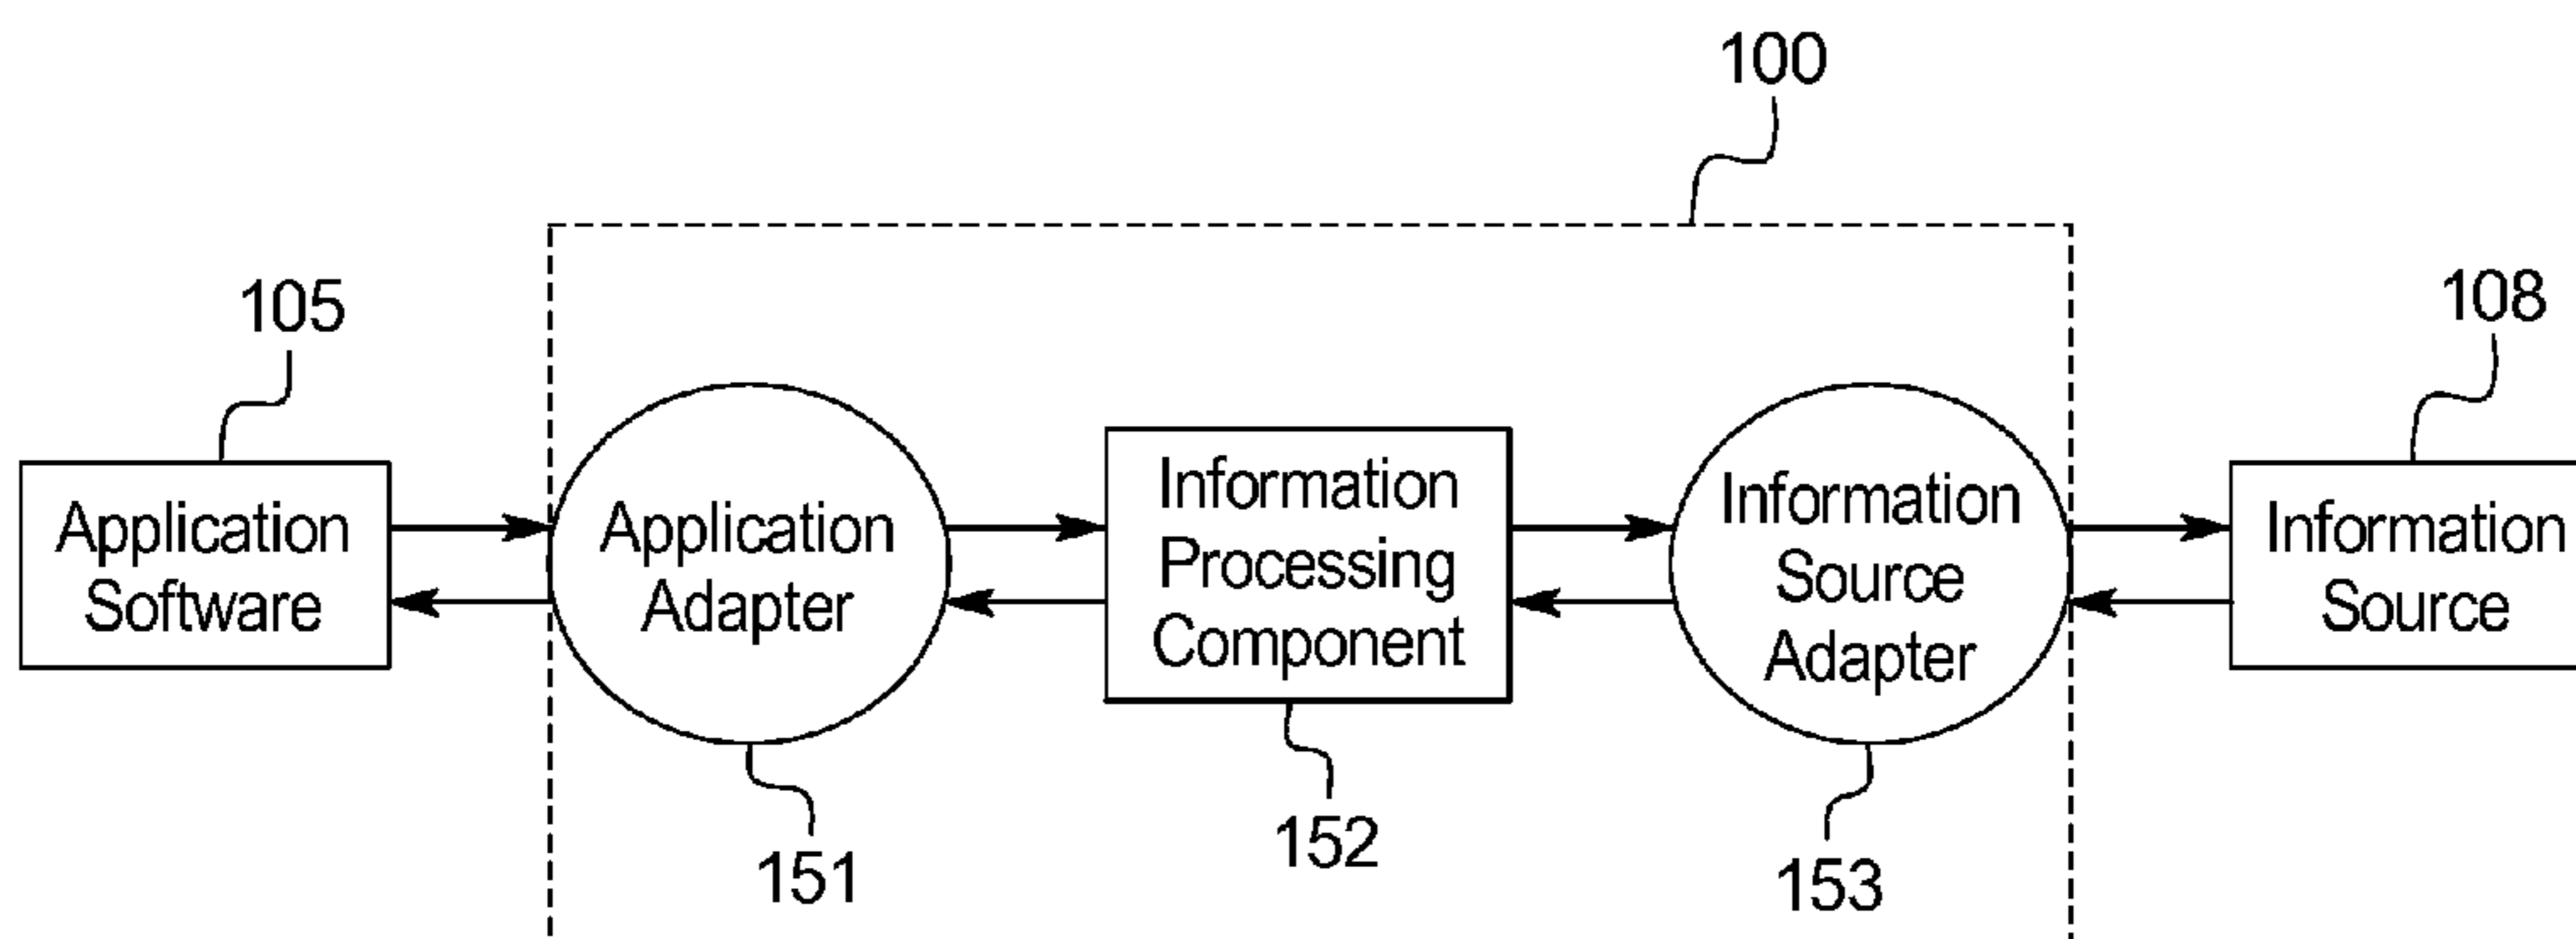 100
105
108
Application
Software
Application
Adapter
Information
Processing
Component
Information
Source
Adapter
Information
Source
151
152
153